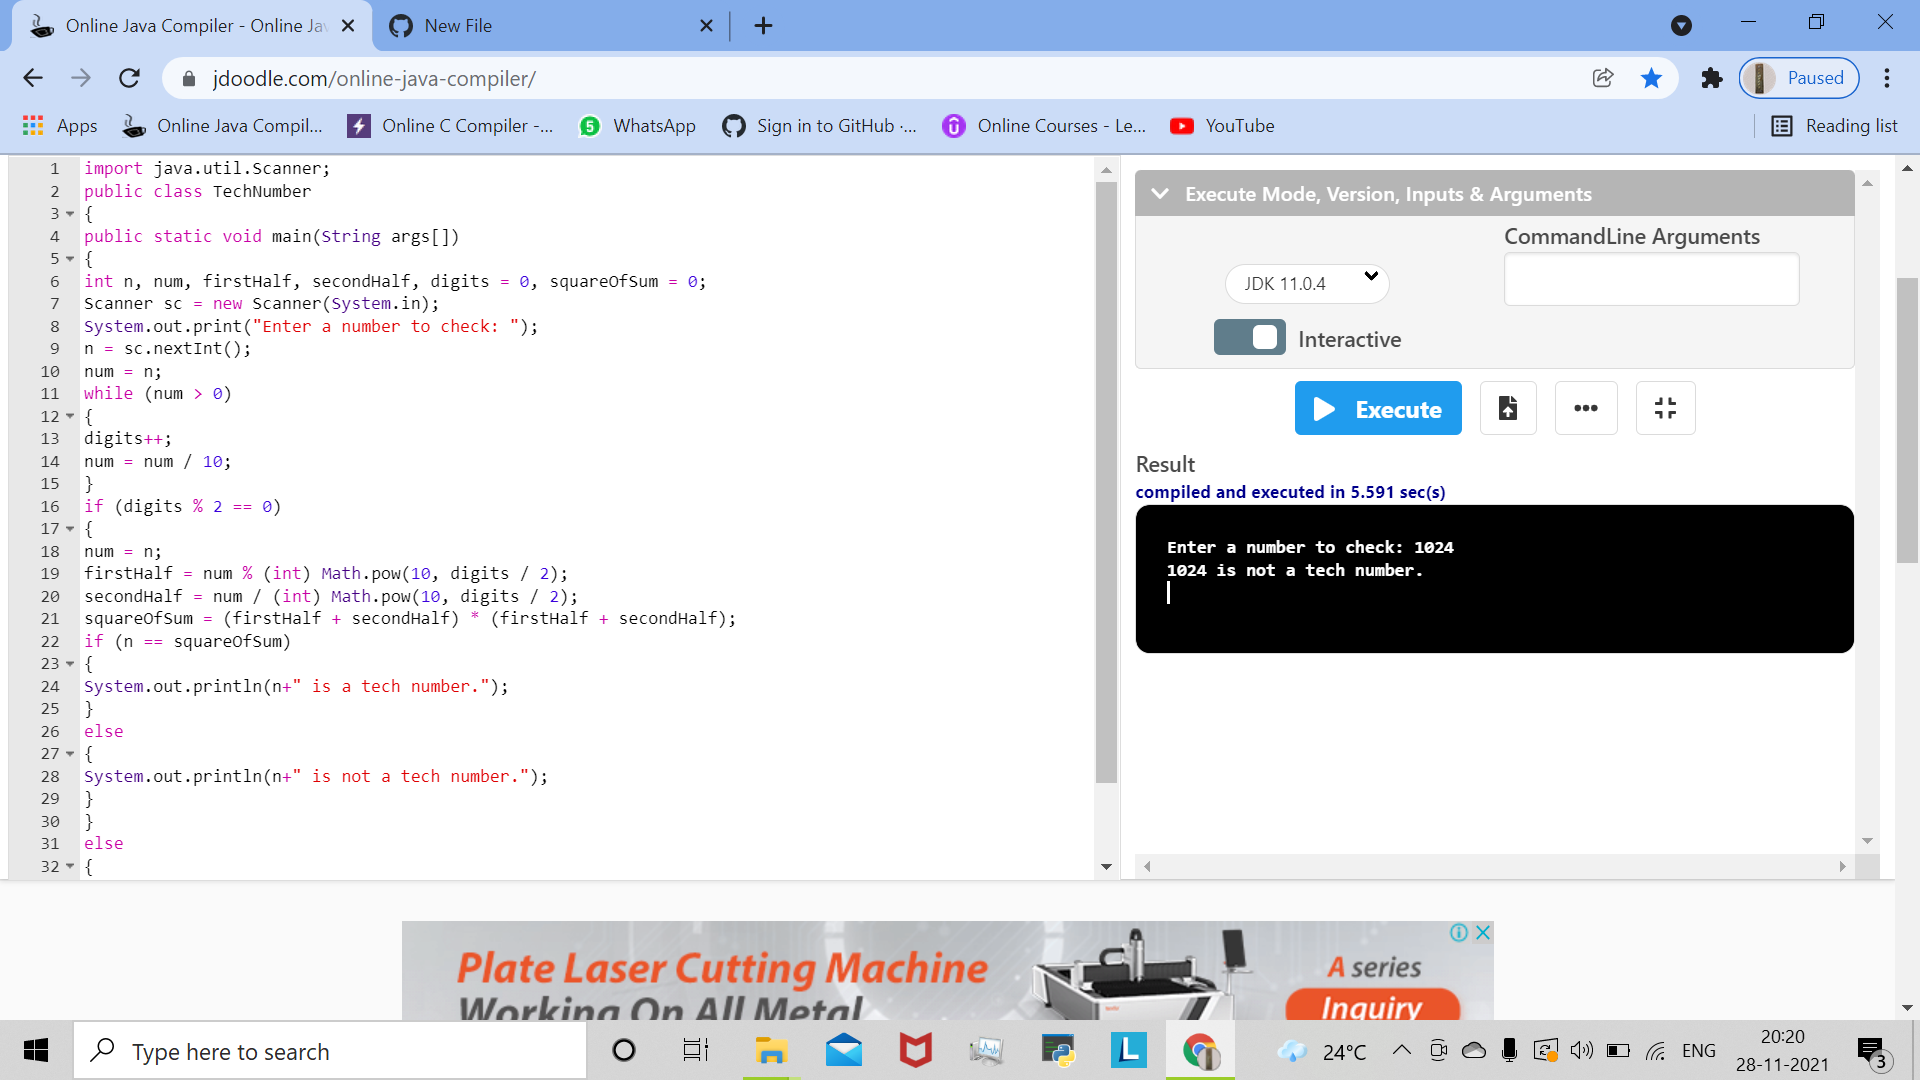 Online Java Compiler - Online Ja
New File
jdoodle.com/online-java-compiler/
Paused
Apps
Online Java Compil...
Online C Compiler -...
WhatsApp
Sign in to GitHub ·...
Online Courses - Le...
YouTube
Reading list
1 import java.util.Scanner;
2 public class TechNumber
3 {
4 public static void main(String args[])
5 {
6 int n, num, firstHalf, secondHalf, digits = 0, squareOfSum = 0;
7 Scanner sc = new Scanner(System.in);
8 System.out.print("Enter a number to check: ");
9 n = sc.nextInt();
10 num = n;
11 while (num > 0)
12 {
13 digits++;
14 num = num / 10;
15 }
16 if (digits % 2 == 0)
17 {
18 num = n;
19 firstHalf = num % (int) Math.pow(10, digits / 2);
20 secondHalf = num / (int) Math.pow(10, digits / 2);
21 squareOfSum = (firstHalf + secondHalf) * (firstHalf + secondHalf);
22 if (n == squareOfSum)
23 {
24 System.out.println(n+" is a tech number.");
25 }
26 else
27 {
28 System.out.println(n+" is not a tech number.");
29 }
30 }
31 else
32 {
Execute Mode, Version, Inputs & Arguments
CommandLine Arguments
JDK 11.0.4
Interactive
Execute
Result
compiled and executed in 5.591 sec(s)
Enter a number to check: 1024
1024 is not a tech number.
Plate Laser Cutting Machine
Working On All Metal
A series
Inquiry
Type here to search
24°C
ENG
20:20
28-11-2021
3